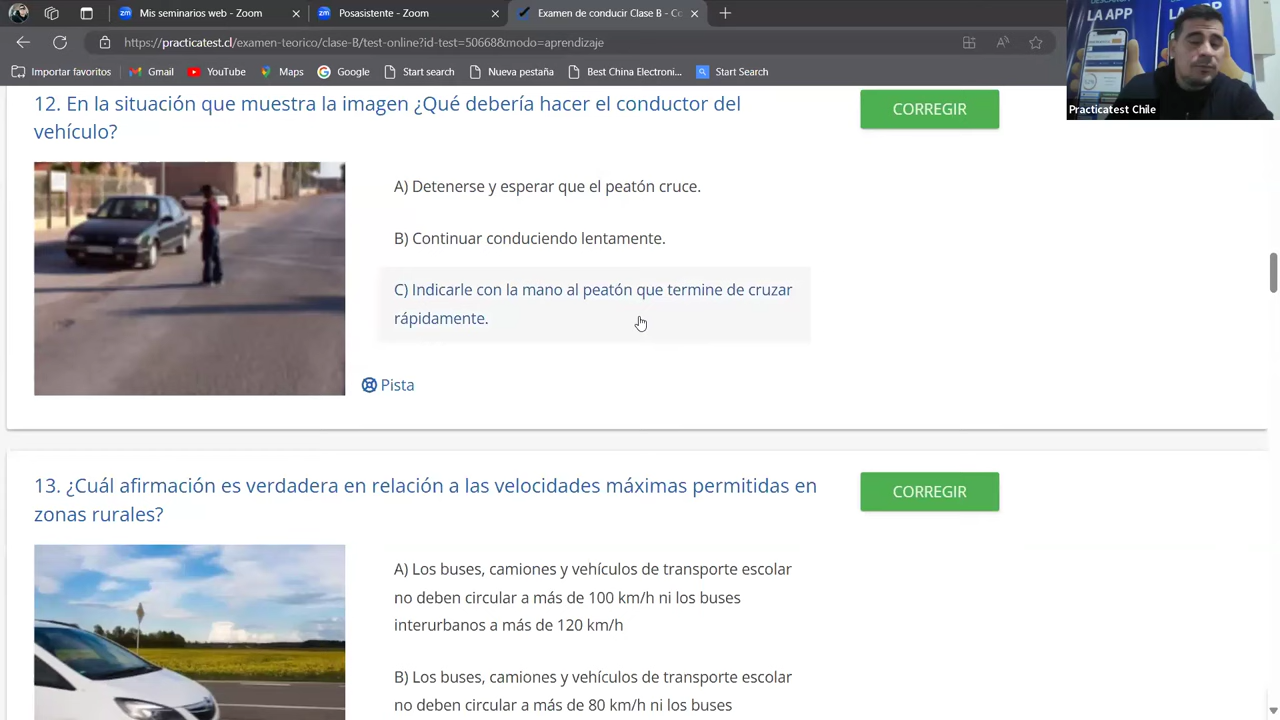 Mis seminarios web - Zoom
Posasistente - Zoom
Examen de conducir Clase B - Co
https://practicatest.cl/examen-teorico/clase-B/test-online?id-test=50668&modo=aprendizaje
Importar favoritos
Gmail
YouTube
Maps
Google
Start search
Nueva pestaña
Best China Electroni...
Start Search
LA APP
LA APP
Practicatest Chile
12. En la situación que muestra la imagen ¿Qué debería hacer el conductor del
vehículo?
CORREGIR
A) Detenerse y esperar que el peatón cruce.
B) Continuar conduciendo lentamente.
C) Indicarle con la mano al peatón que termine de cruzar
rápidamente.
Pista
13. ¿Cuál afirmación es verdadera en relación a las velocidades máximas permitidas en
zonas rurales?
CORREGIR
A) Los buses, camiones y vehículos de transporte escolar
no deben circular a más de 100 km/h ni los buses
interurbanos a más de 120 km/h
B) Los buses, camiones y vehículos de transporte escolar
no deben circular a más de 80 km/h ni los buses